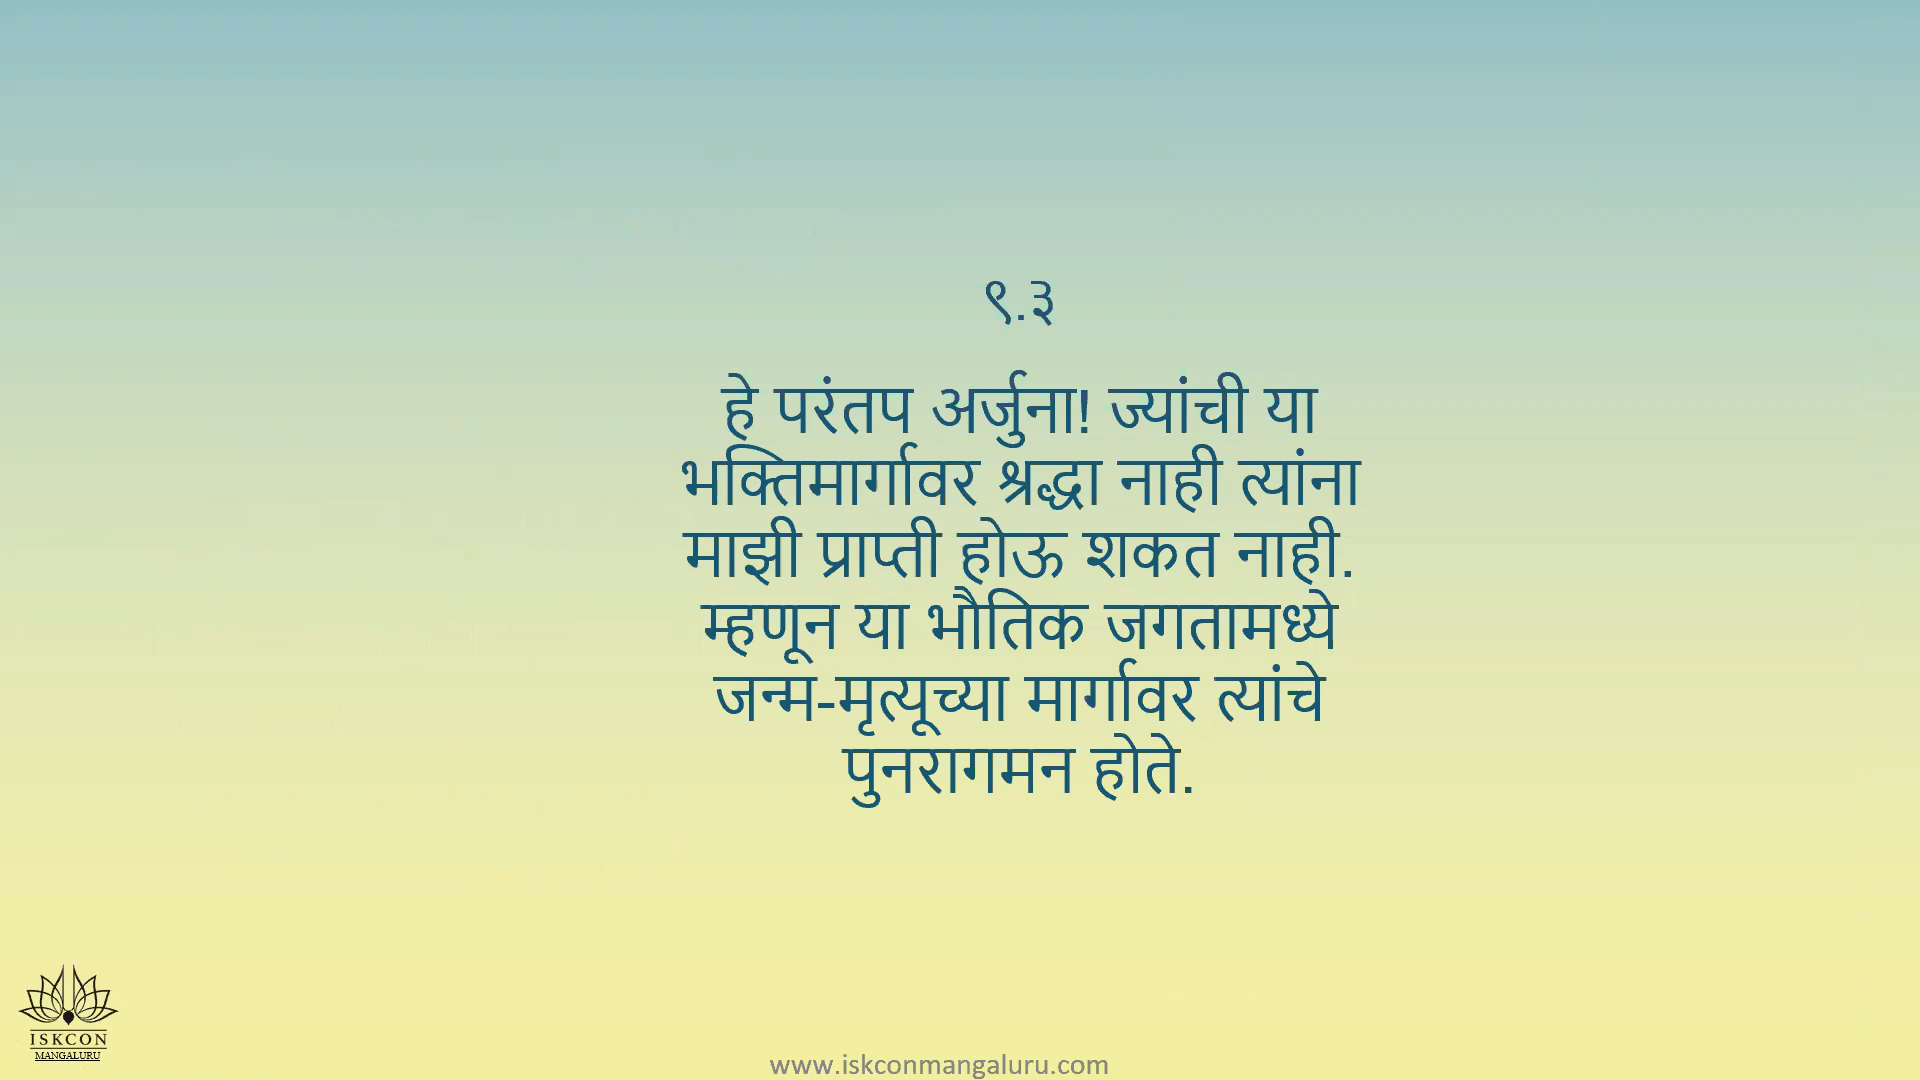 ९.३
हे परंतप अर्जुना! ज्यांची या
भक्तिमार्गावर श्रद्धा नाही त्यांना
माझी प्राप्ती होऊ शकत नाही.
म्हणून या भौतिक जगतामध्ये
जन्म-मृत्यूच्या मार्गावर त्यांचे
पुनरागमन होते.
ISKCON
MANGALURU
www.iskconmangaluru.com